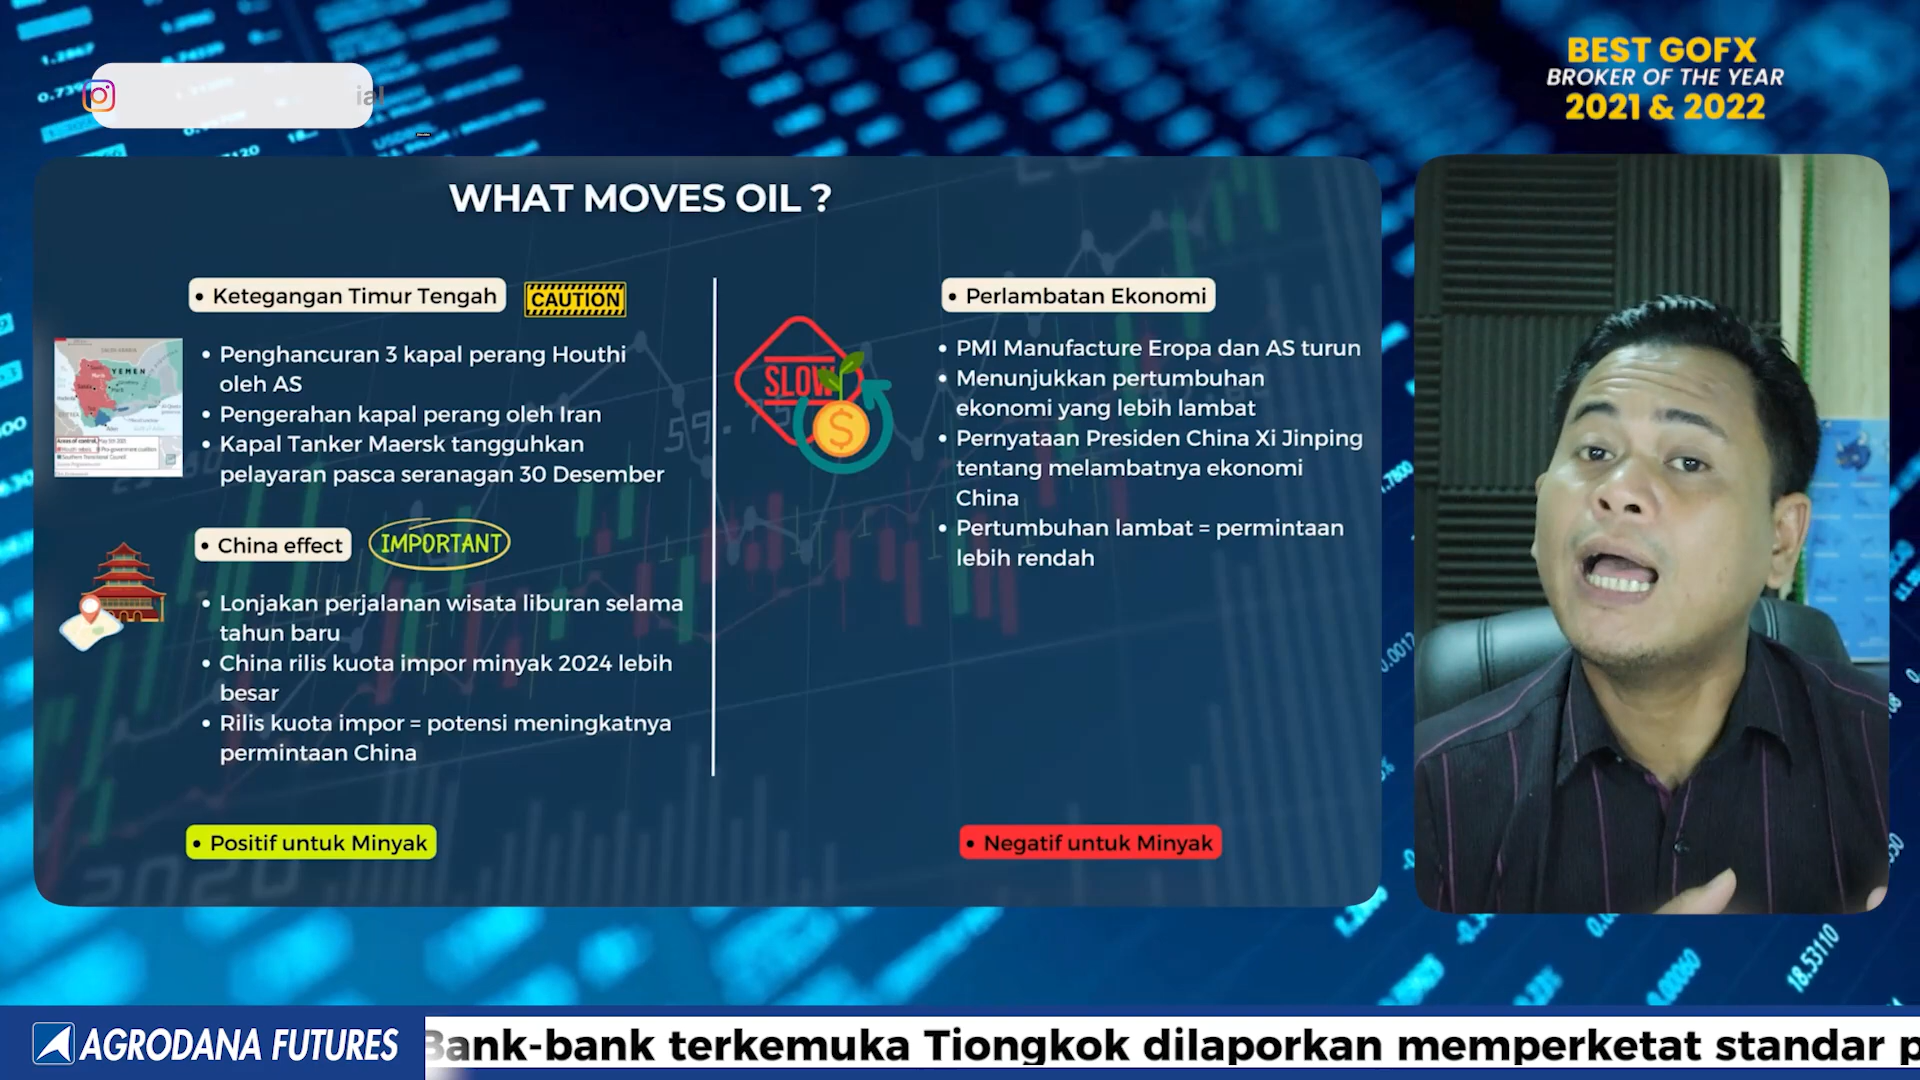 ial
BEST GOFX
BROKER OF THE YEAR
2021 & 2022
WHAT MOVES OIL ?
• Ketegangan Timur Tengah
CAUTION
• Penghancuran 3 kapal perang Houthi
oleh AS
• Pengerahan kapal perang oleh Iran
• Kapal Tanker Maersk tangguhkan
pelayaran pasca seranagan 30 Desember
YEMEN
• China effect
IMPORTANT
• Lonjakan perjalanan wisata liburan selama
tahun baru
• China rilis kuota impor minyak 2024 lebih
besar
• Rilis kuota impor = potensi meningkatnya
permintaan China
• Positif untuk Minyak
• Perlambatan Ekonomi
SLOW
$
• PMI Manufacture Eropa dan AS turun
• Menunjukkan pertumbuhan
ekonomi yang lebih lambat
• Pernyataan Presiden China Xi Jinping
tentang melambatnya ekonomi
China
• Pertumbuhan lambat = permintaan
lebih rendah
• Negatif untuk Minyak
18.53110
AGRODANA FUTURES
Bank-bank terkemuka Tiongkok dilaporkan memperketat standar p